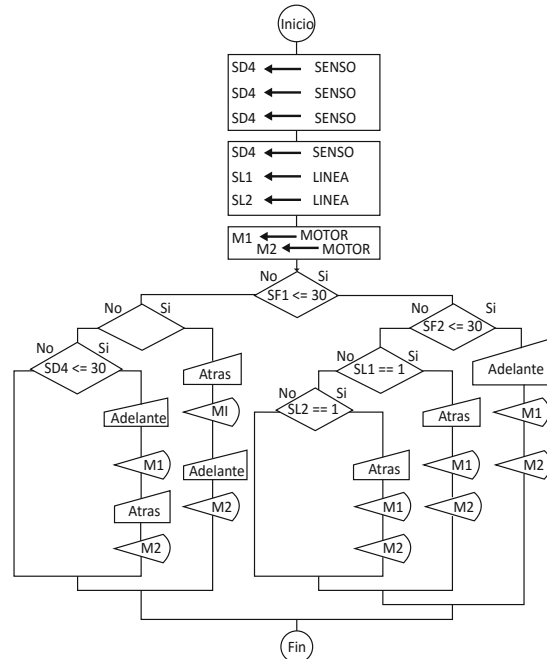 Inicio
SD4 SENSO
SD4 SENSO
SD4 SENSO
SD4 SENSO
SL1 LINEA
SL2 LINEA
M1 MOTOR
M2 MOTOR
No Si
SF1 <= 30
No Si
No Si
SF2 <= 30
No Si
SD4 <= 30
No Si
SL1 == 1
Atras
Adelante
No Si
SL2 == 1
Adelante
MI
Atras
M1
M1
Adelante
Atras
M1
M2
Atras
M2
M1
M2
M2
M2
Fin